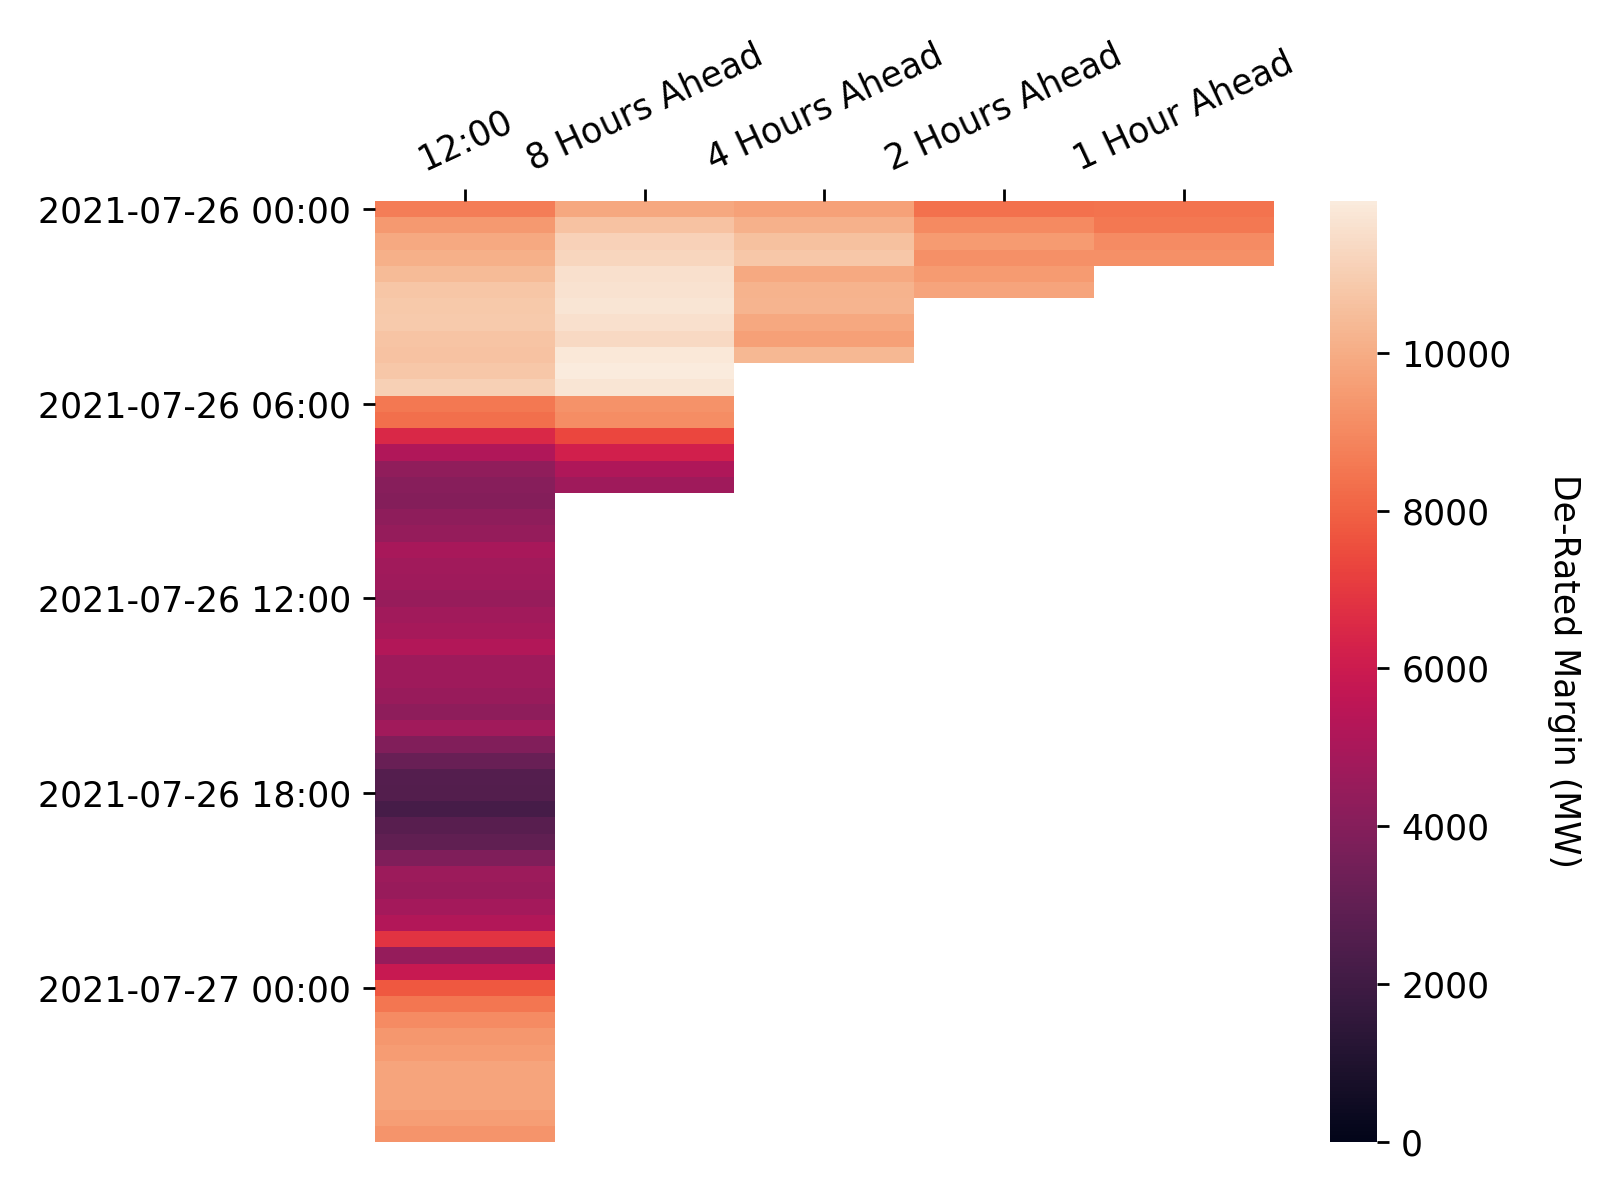 12:00
8 Hours Ahead
4 Hours Ahead
2 Hours Ahead
1 Hour Ahead
2021-07-26 00:00
2021-07-26 06:00
2021-07-26 12:00
2021-07-26 18:00
2021-07-27 00:00
10000
8000
6000
4000
2000
0
De-Rated Margin (MW)